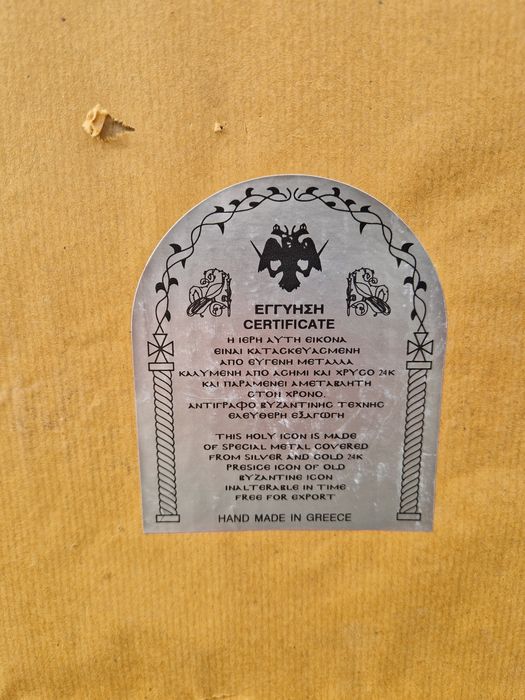 ΕΓΓΥΗΣΗ
CERTIFICATE
Η ΙΕΡΗ ΑΥΤΗ ΕΙΚΟΝΑ
ΕΙΝΑΙ ΚΑΤΑΣΚΕΥΑΣΜΕΝΗ
ΑΠΟ ΕΥΓΕΝΗ ΜΕΤΑΛΛΑ
ΚΑΛΥΜΕΝΗ ΑΠΟ ΑΣΗΜΙ ΚΑΙ ΧΡΥΣΟ 24Κ
ΚΑΙ ΠΑΡΑΜΕΝΕΙ ΑΜΕΤΑΒΛΗΤΗ
ΣΤΟΝ ΧΡΟΝΟ.
ΑΝΤΙΓΡΑΦΟ ΒΥΖΑΝΤΙΝΗΣ ΤΕΧΝΗΣ
ΕΛΕΥΘΕΡΗ ΕΞΑΓΩΓΗ
THIS HOLY ICON IS MADE
OF SPECIAL METAL COVERED
FROM SILVER AND GOLD 24K
PRESICE ICON OF OLD
BYZANTINE ICON
INALTERABLE IN TIME
FREE FOR EXPORT
HAND MADE IN GREECE